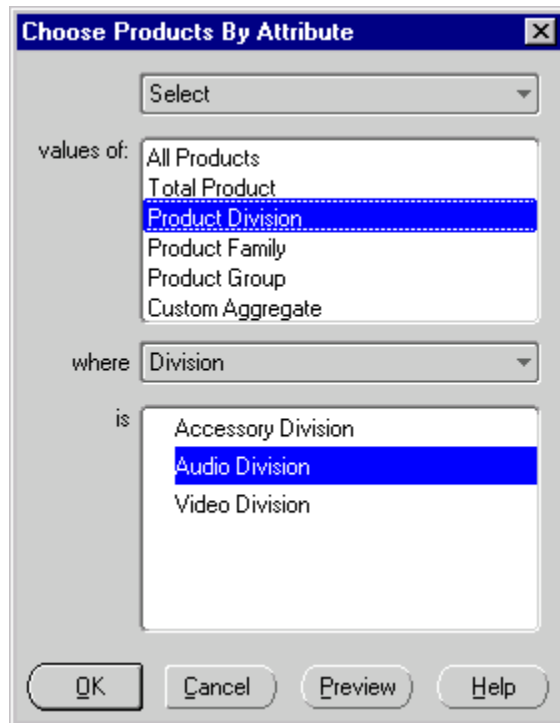 Choose Products By Attribute
Select
values of:
All Products
Total Product
Product Division
Product Family
Product Group
Custom Aggregate
where Division
is
Accessory Division
Audio Division
Video Division
OK Cancel Preview Help